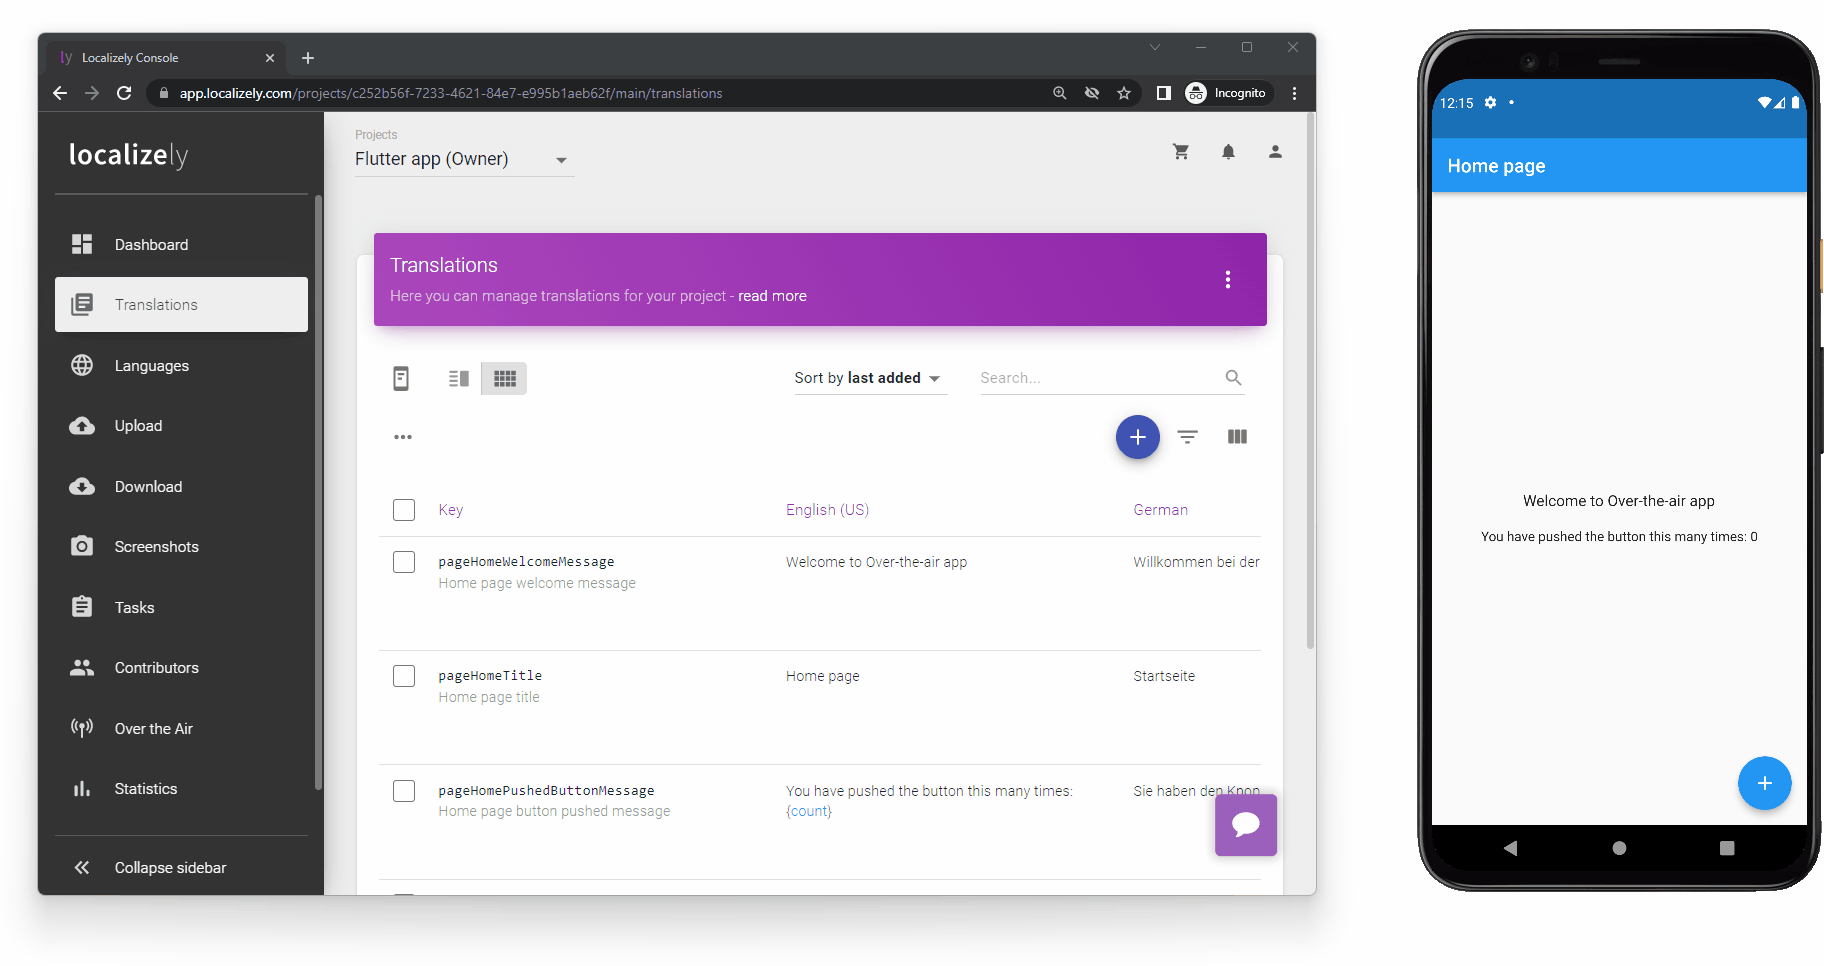 ly Localizely Console
app.localizely.com/projects/c252b56f-7233-4621-84e7-e995b1aeb62f/main/translations
Incognito
localizely
Dashboard
Translations
Languages
Upload
Download
Screenshots
Tasks
Contributors
Over the Air
Statistics
Collapse sidebar
Projects
Flutter app (Owner)
Translations
Here you can manage translations for your project - read more
Sort by last added
Search...
Key English (US) German
pageHomeWelcomeMessage Welcome to Over-the-air app Willkommen bei der
Home page welcome message
pageHomeTitle Home page Startseite
Home page title
pageHomePushedButtonMessage You have pushed the button this many times: Sie haben den Knop
Home page button pushed message {count}
12:15
Home page
Welcome to Over-the-air app
You have pushed the button this many times: 0